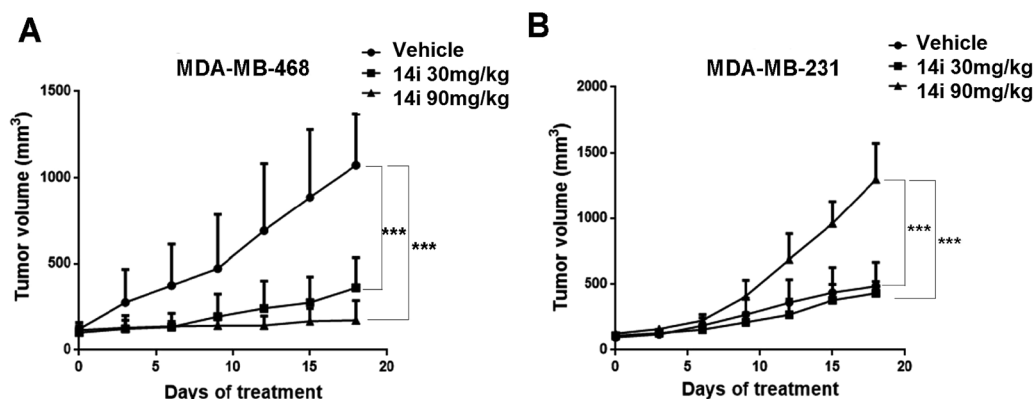 A
MDA-MB-468
Vehicle
14i 30mg/kg
14i 90mg/kg
Tumor volume (mm³)
1500
1000
500
0
***
***
0 5 10 15 20
Days of treatment
B
MDA-MB-231
Vehicle
14i 30mg/kg
14i 90mg/kg
Tumor volume (mm³)
2000
1500
1000
500
0
***
***
0 5 10 15 20
Days of treatment